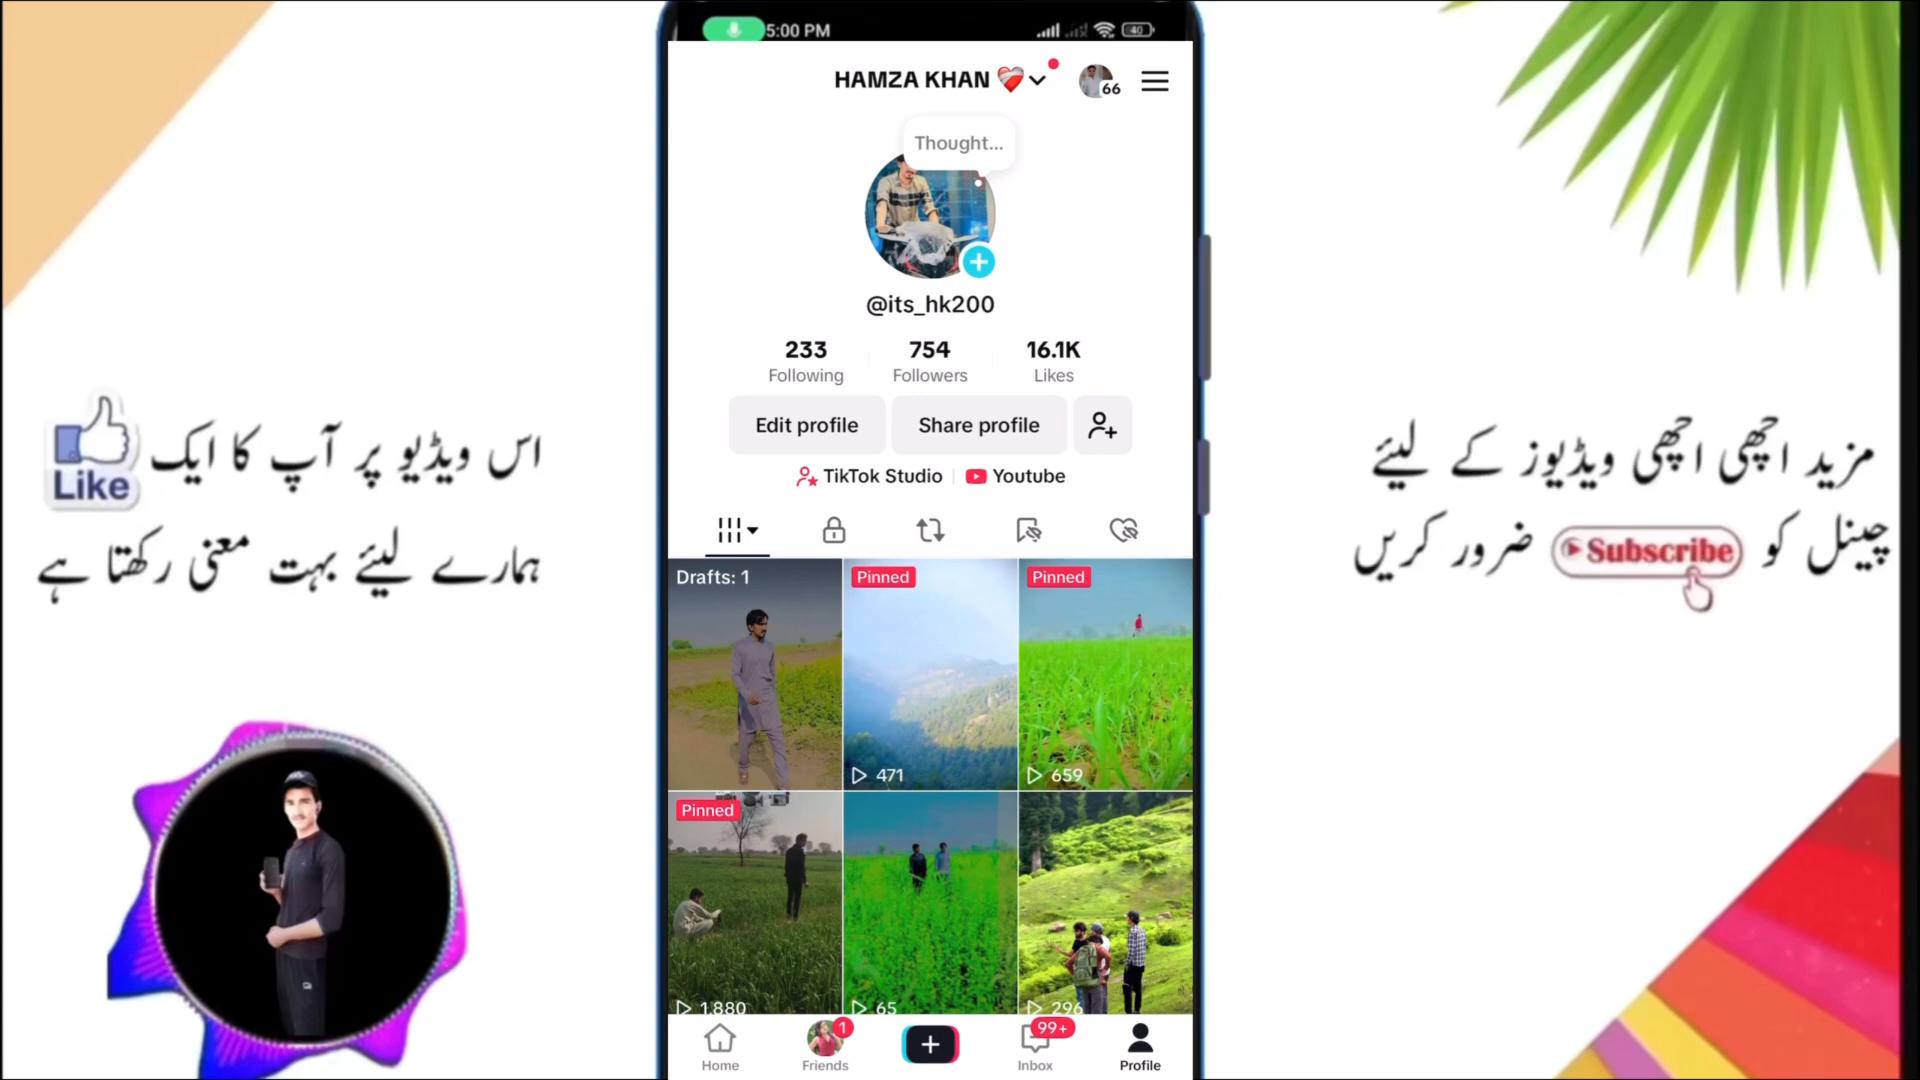 5:00 PM
40
HAMZA KHAN ❤️‍🩹
66
Thought...
@its_hk200
233
Following
754
Followers
16.1K
Likes
Edit profile
Share profile
TikTok Studio
Youtube
Drafts: 1
Pinned
471
Pinned
659
Pinned
1,880
65
296
Home
1
Friends
99+
Inbox
Profile
اس ویڈیو پر آپ کا ایک Like
ہمارے لیئے بہت معنی رکھتا ہے
مزید اچھی اچھی ویڈیوز کے لیئے
چینل کو Subscribe ضرور کریں